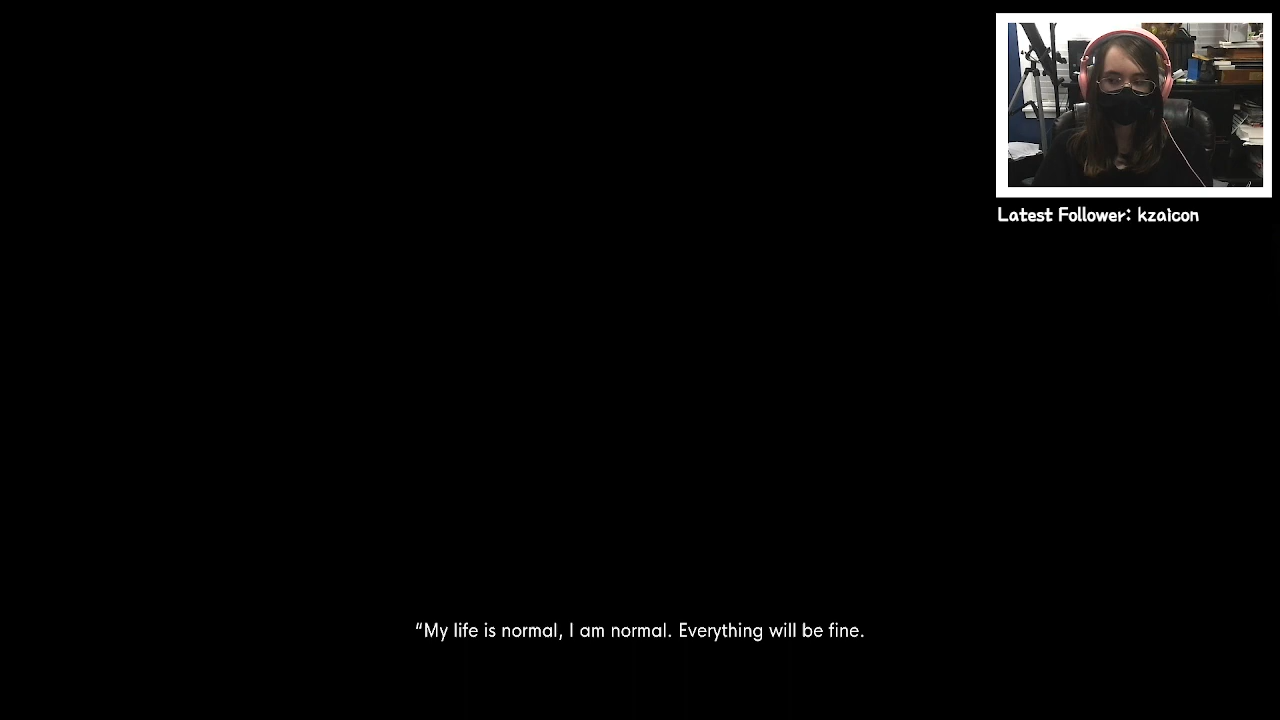 Latest Follower: kzaicon
“My life is normal, I am normal. Everything will be fine.